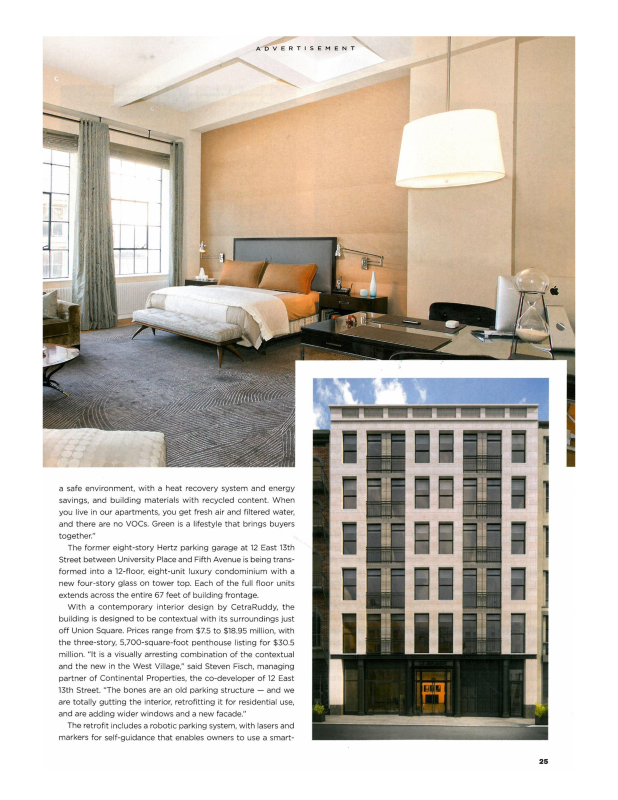 ADVERTISEMENT
a safe environment, with a heat recovery system and energy
savings, and building materials with recycled content. When
you live in our apartments, you get fresh air and filtered water,
and there are no VOCs. Green is a lifestyle that brings buyers
together.”
The former eight-story Hertz parking garage at 12 East 13th
Street between University Place and Fifth Avenue is being trans-
formed into a 12-floor, eight-unit luxury condominium with a
new four-story glass on tower top. Each of the full floor units
extends across the entire 67 feet of building frontage.
With a contemporary interior design by CetraRuddy, the
building is designed to be contextual with its surroundings just
off Union Square. Prices range from $7.5 to $18.95 million, with
the three-story, 5,700-square-foot penthouse listing for $30.5
million. “It is a visually arresting combination of the contextual
and the new in the West Village,” said Steven Fisch, managing
partner of Continental Properties, the co-developer of 12 East
13th Street. “The bones are an old parking structure — and we
are totally gutting the interior, retrofitting it for residential use,
and are adding wider windows and a new facade.”
The retrofit includes a robotic parking system, with lasers and
markers for self-guidance that enables owners to use a smart-
25